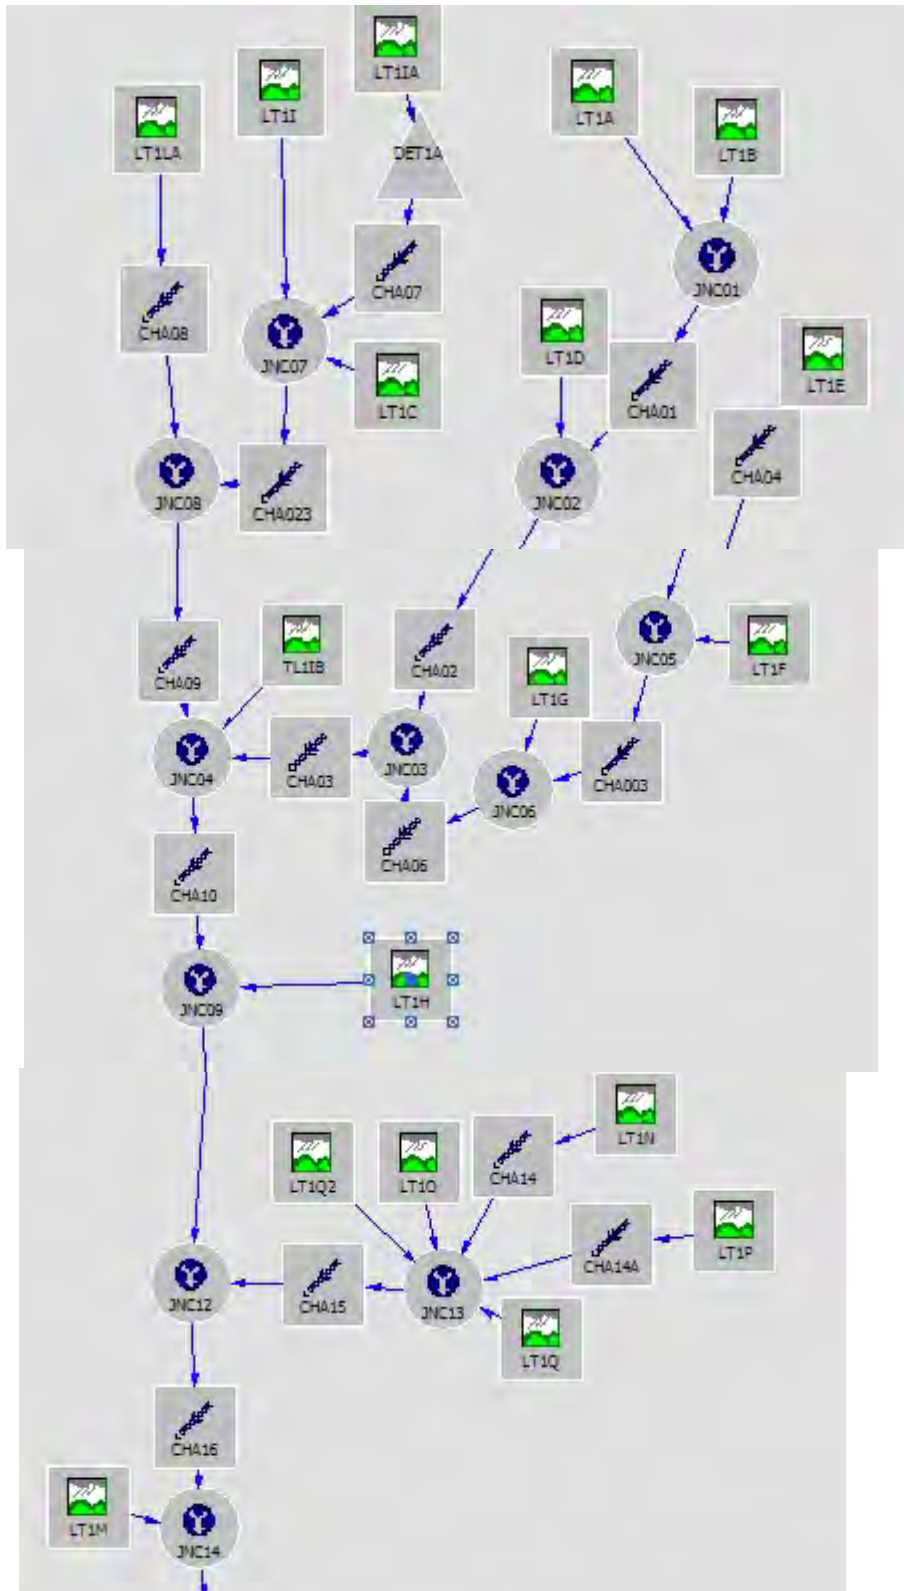 LT1IA
LT1I
LT1A
LT1LA
LT1B
DET1A
CHA07
JNC01
CHA08
JNC07
LT1D
LT1E
LT1C
CHA01
CHA04
JNC08
CHA023
JNC02
JNC05
LT1F
CHA09
TL1IB
CHA02
LT1G
JNC04
CHA03
JNC03
CHA003
JNC06
CHA06
CHA10
JNC09
LT1H
LT1N
LT1Q2
LT1O
CHA14
LT1P
CHA14A
JNC12
CHA15
JNC13
LT1Q
CHA16
LT1M
JNC14